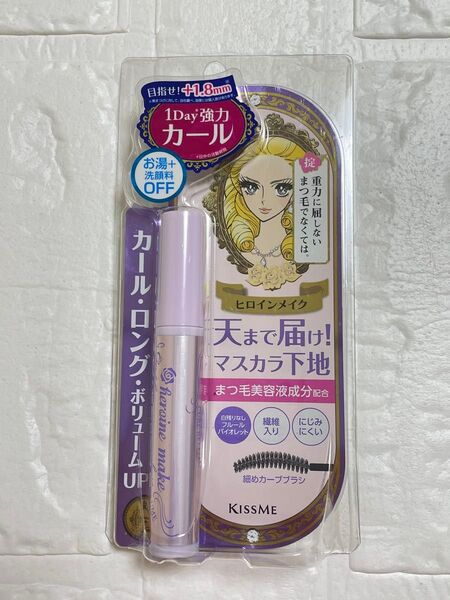 目指せ!+1.8mm※
1Day※強力
カール
お湯+
洗顔料
OFF
掟
重力に屈しない
まつ毛でなくては。
カール・ロング・ボリュームUP
heroine make
ヒロインメイク
天まで届け!
マスカラ下地
まつ毛美容液成分配合
白残りなし
フルール
バイオレット
繊維
入り
にじみ
にくい
細めカーブブラシ
KISSME